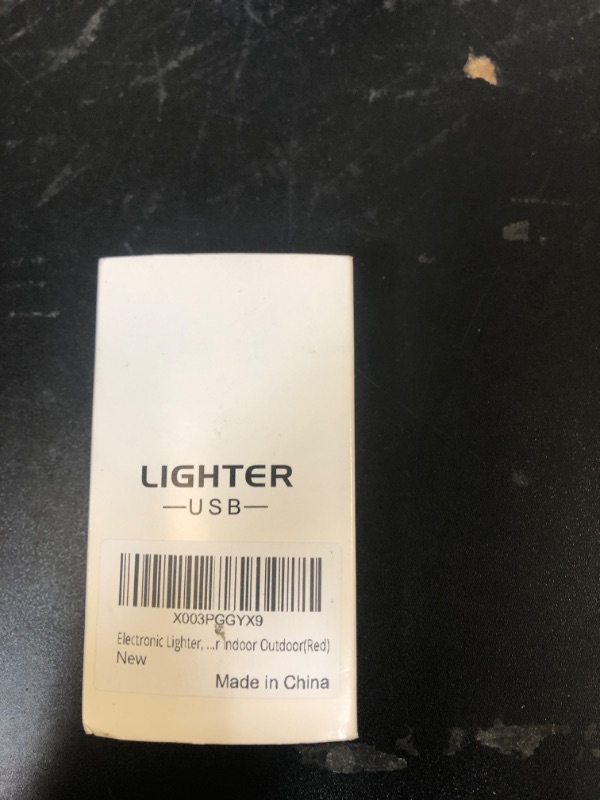 LIGHTER
—USB—
X003PGGYX9
Electronic Lighter, ...r Indoor Outdoor(Red)
New
Made in China